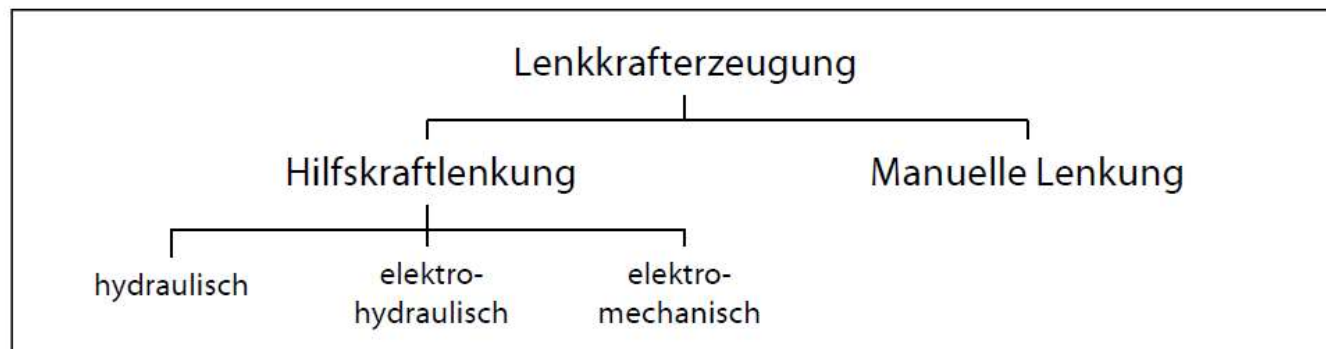 Lenkkrafterzeugung
Hilfskraftlenkung
Manuelle Lenkung
hydraulisch
elektro-
hydraulisch
elektro-
mechanisch